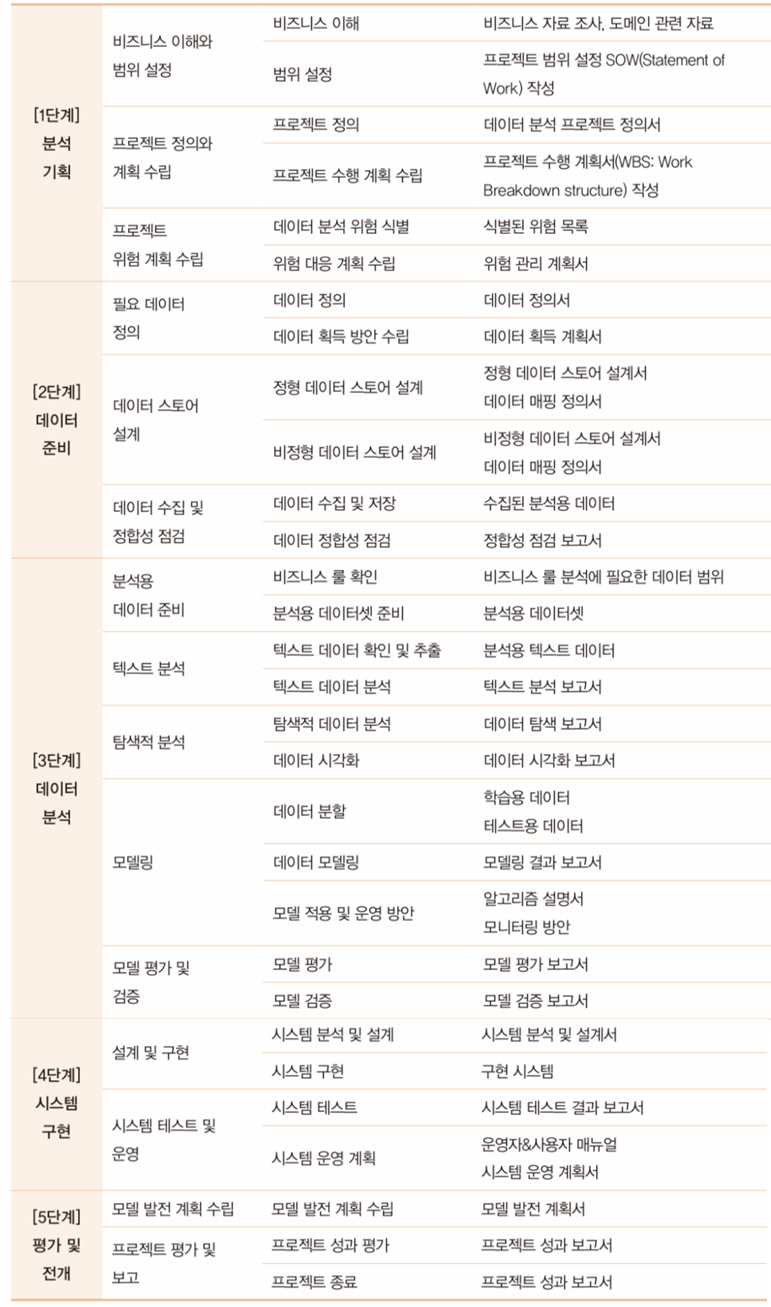 [1단계]
분석
기획
비즈니스 이해와
범위 설정
비즈니스 이해
비즈니스 자료 조사, 도메인 관련 자료
범위 설정
프로젝트 범위 설정 SOW(Statement of
Work) 작성
프로젝트 정의와
계획 수립
프로젝트 정의
데이터 분석 프로젝트 정의서
프로젝트 수행 계획 수립
프로젝트 수행 계획서(WBS: Work
Breakdown structure) 작성
프로젝트
위험 계획 수립
데이터 분석 위험 식별
식별된 위험 목록
위험 대응 계획 수립
위험 관리 계획서
[2단계]
데이터
준비
필요 데이터
정의
데이터 정의
데이터 정의서
데이터 획득 방안 수립
데이터 획득 계획서
데이터 스토어
설계
정형 데이터 스토어 설계
정형 데이터 스토어 설계서
데이터 매핑 정의서
비정형 데이터 스토어 설계
비정형 데이터 스토어 설계서
데이터 매핑 정의서
데이터 수집 및
정합성 점검
데이터 수집 및 저장
수집된 분석용 데이터
데이터 정합성 점검
정합성 점검 보고서
[3단계]
데이터
분석
분석용
데이터 준비
비즈니스 룰 확인
비즈니스 룰 분석에 필요한 데이터 범위
분석용 데이터셋 준비
분석용 데이터셋
텍스트 분석
텍스트 데이터 확인 및 추출
분석용 텍스트 데이터
텍스트 데이터 분석
텍스트 분석 보고서
탐색적 분석
탐색적 데이터 분석
데이터 탐색 보고서
데이터 시각화
데이터 시각화 보고서
모델링
데이터 분할
학습용 데이터
테스트용 데이터
데이터 모델링
모델링 결과 보고서
모델 적용 및 운영 방안
알고리즘 설명서
모니터링 방안
모델 평가 및
검증
모델 평가
모델 평가 보고서
모델 검증
모델 검증 보고서
[4단계]
시스템
구현
설계 및 구현
시스템 분석 및 설계
시스템 분석 및 설계서
시스템 구현
구현 시스템
시스템 테스트 및
운영
시스템 테스트
시스템 테스트 결과 보고서
시스템 운영 계획
운영자&사용자 매뉴얼
시스템 운영 계획서
[5단계]
평가 및
전개
모델 발전 계획 수립
모델 발전 계획 수립
모델 발전 계획서
프로젝트 평가 및
보고
프로젝트 성과 평가
프로젝트 성과 보고서
프로젝트 종료
프로젝트 성과 보고서